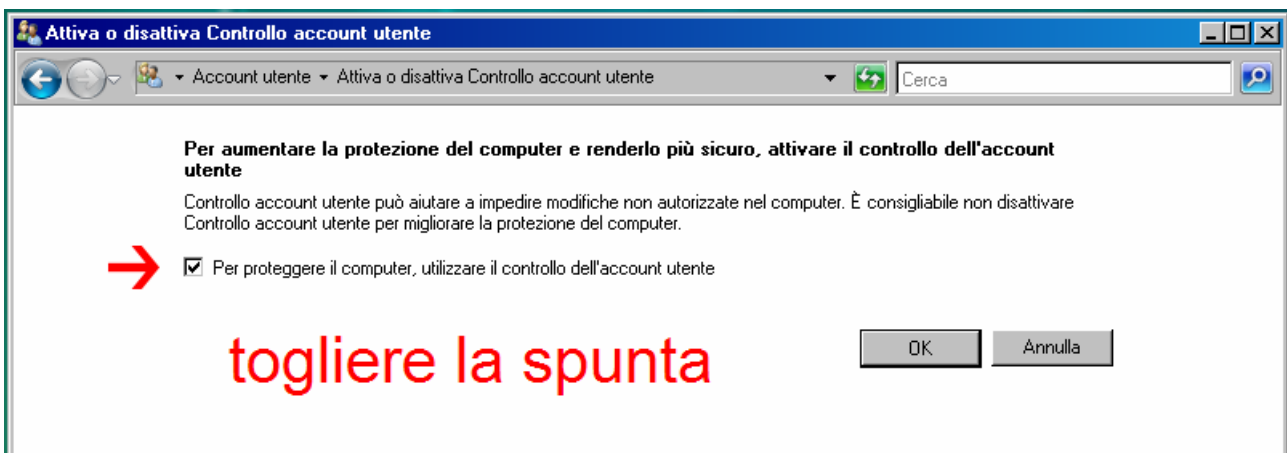 Attiva o disattiva Controllo account utente
Account utente Attiva o disattiva Controllo account utente Cerca
Per aumentare la protezione del computer e renderlo più sicuro, attivare il controllo dell'account
utente
Controllo account utente può aiutare a impedire modifiche non autorizzate nel computer. È consigliabile non disattivare
Controllo account utente per migliorare la protezione del computer.
Per proteggere il computer, utilizzare il controllo dell'account utente
togliere la spunta
OK Annulla